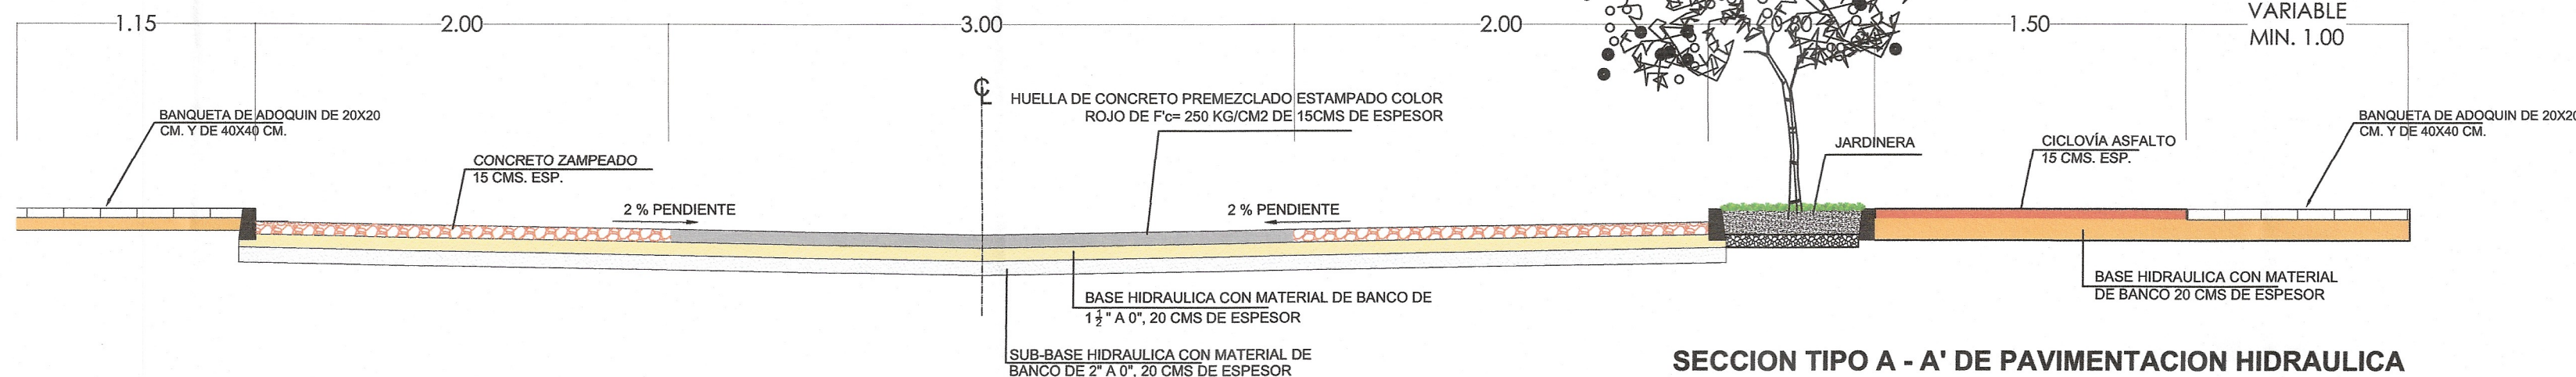 1.15
2.00
3.00
2.00
0.80
1.50
VARIABLE
MIN. 1.00
BANQUETA DE ADOQUIN DE 20X20
CM. Y DE 40X40 CM.
CONCRETO ZAMPEADO
15 CMS. ESP.
2 % PENDIENTE
CL
HUELLA DE CONCRETO PREMEZCLADO ESTAMPADO COLOR
ROJO DE F'c= 250 KG/CM2 DE 15CMS DE ESPESOR
2 % PENDIENTE
JARDINERA
CICLOVÍA ASFALTO
15 CMS. ESP.
BANQUETA DE ADOQUIN DE 20X20
CM. Y DE 40X40 CM.
BASE HIDRAULICA CON MATERIAL DE BANCO DE
1 1/2" A 0", 20 CMS DE ESPESOR
SUB-BASE HIDRAULICA CON MATERIAL DE
BANCO DE 2" A 0", 20 CMS DE ESPESOR
BASE HIDRAULICA CON MATERIAL
DE BANCO 20 CMS DE ESPESOR
SECCION TIPO A - A' DE PAVIMENTACION HIDRAULICA